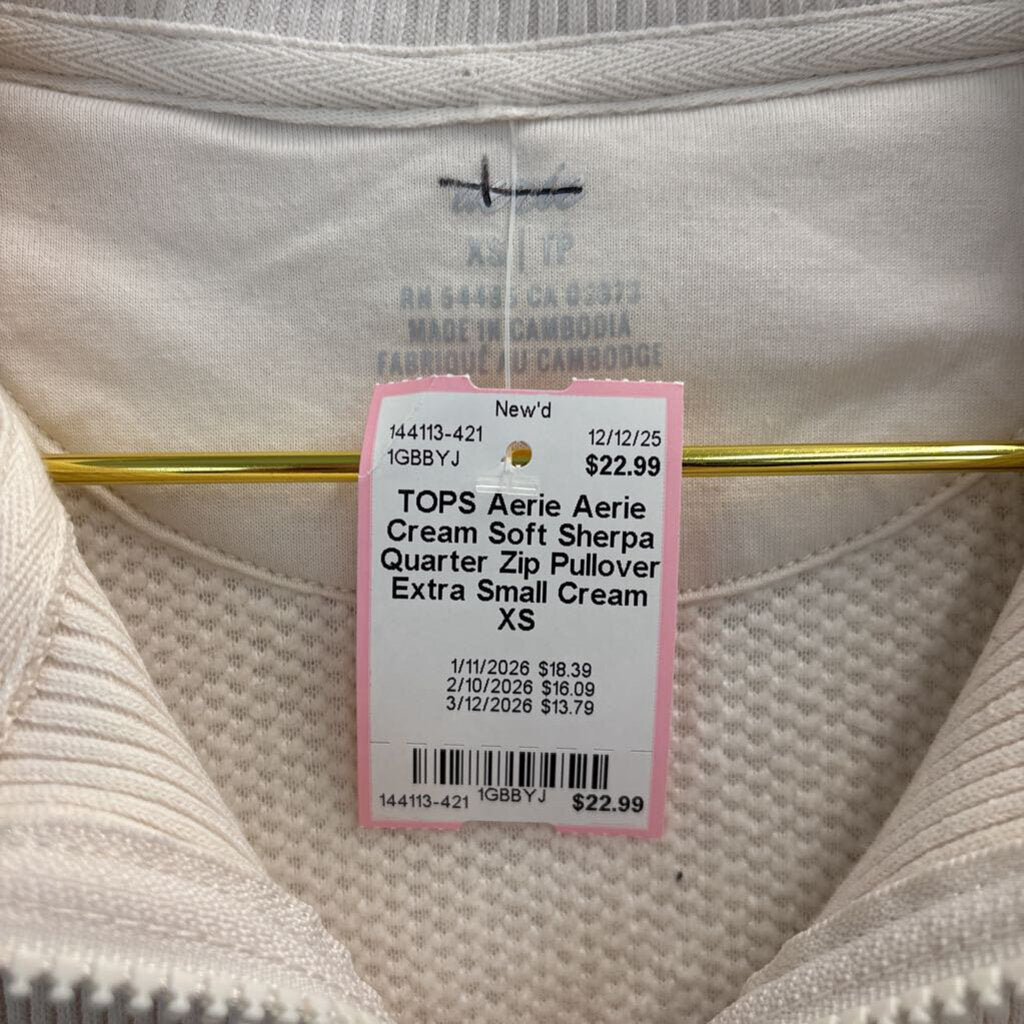 aerie
XS | TP
RN 54485 CA 03373
MADE IN CAMBODIA
FABRIQUÉ AU CAMBODGE
New'd
144113-421 12/12/25
1GBBYJ $22.99
TOPS Aerie Aerie
Cream Soft Sherpa
Quarter Zip Pullover
Extra Small Cream
XS
1/11/2026 $18.39
2/10/2026 $16.09
3/12/2026 $13.79
144113-421 1GBBYJ $22.99